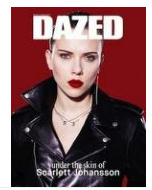 DAZED
under the skin of
Scarlett Johansson